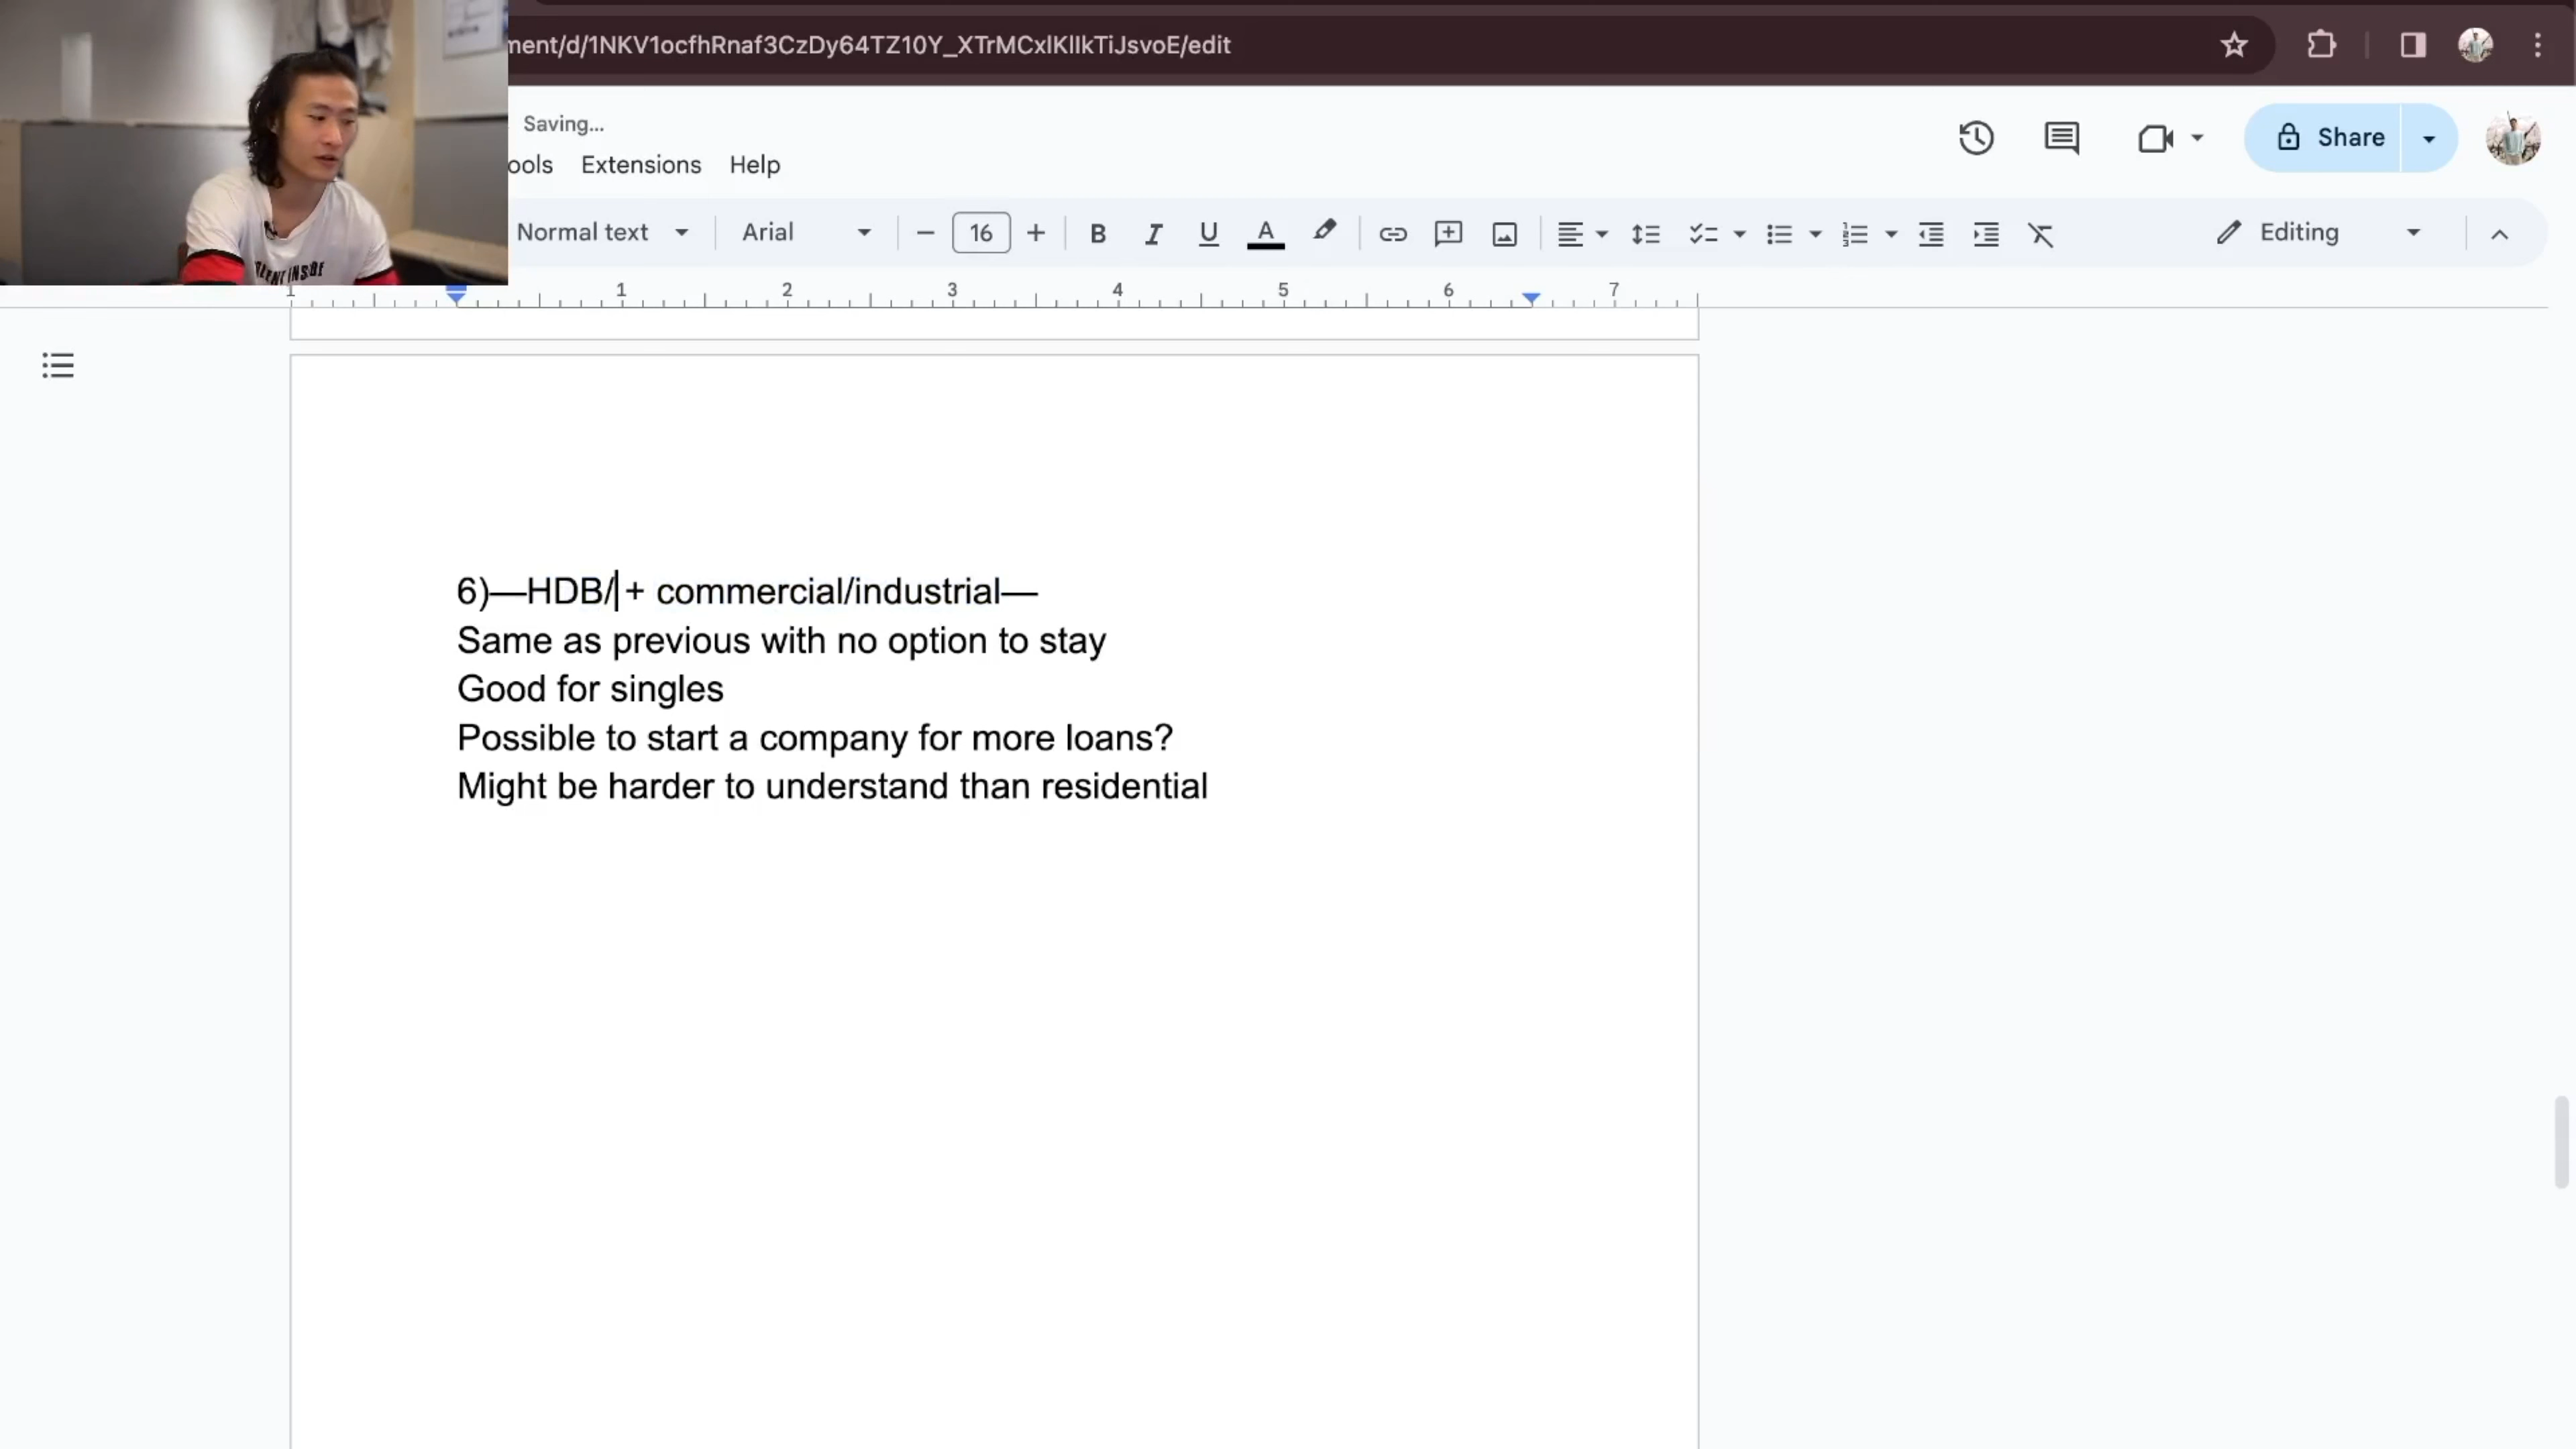 ment/d/1NKV1ocfhRnaf3CzDy64TZ10Y_XTrMCxIKlIkTiJsvoE/edit
Saving...
ools Extensions Help
Share
Normal text Arial 16 Editing
1 1 2 3 4 5 6 7
6)—HDB/ + commercial/industrial—
Same as previous with no option to stay
Good for singles
Possible to start a company for more loans?
Might be harder to understand than residential